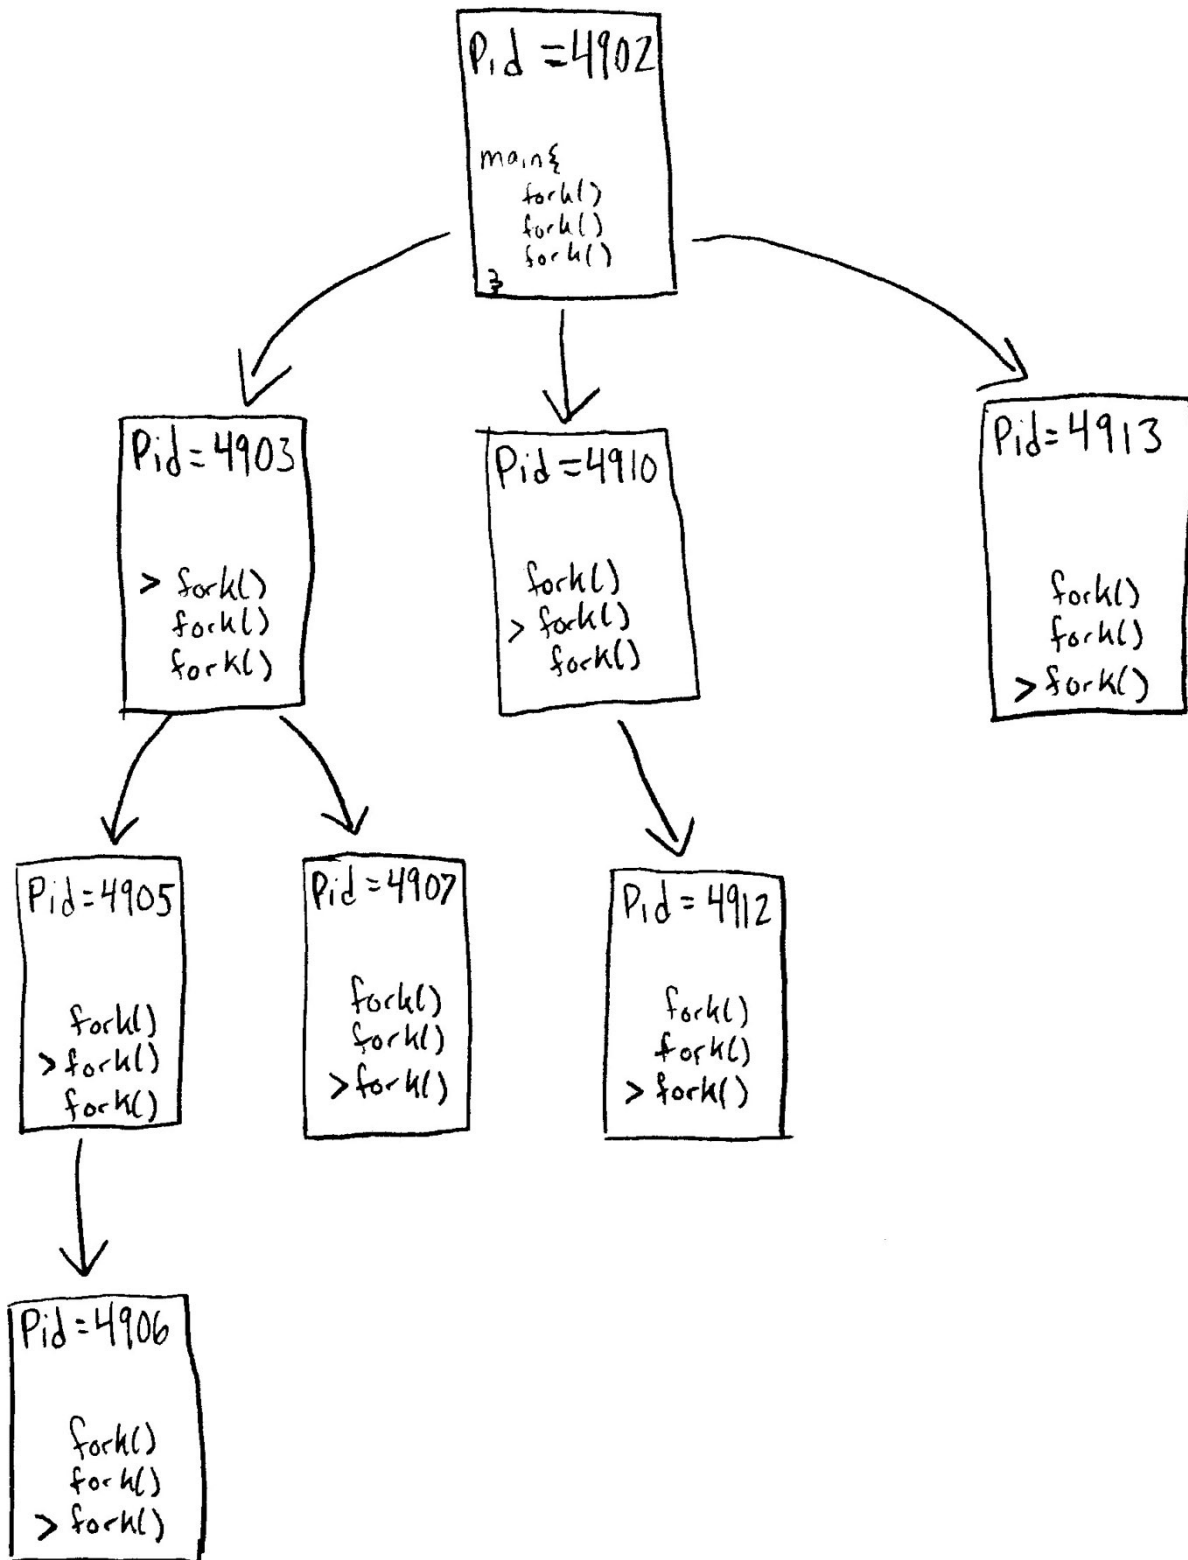 Pid = 4902
main{
fork()
fork()
fork()
}
Pid = 4903
> fork()
fork()
fork()
Pid = 4910
fork()
> fork()
fork()
Pid = 4913
fork()
fork()
> fork()
Pid = 4905
fork()
> fork()
fork()
Pid = 4907
fork()
fork()
> fork()
Pid = 4912
fork()
fork()
> fork()
Pid = 4906
fork()
fork()
> fork()